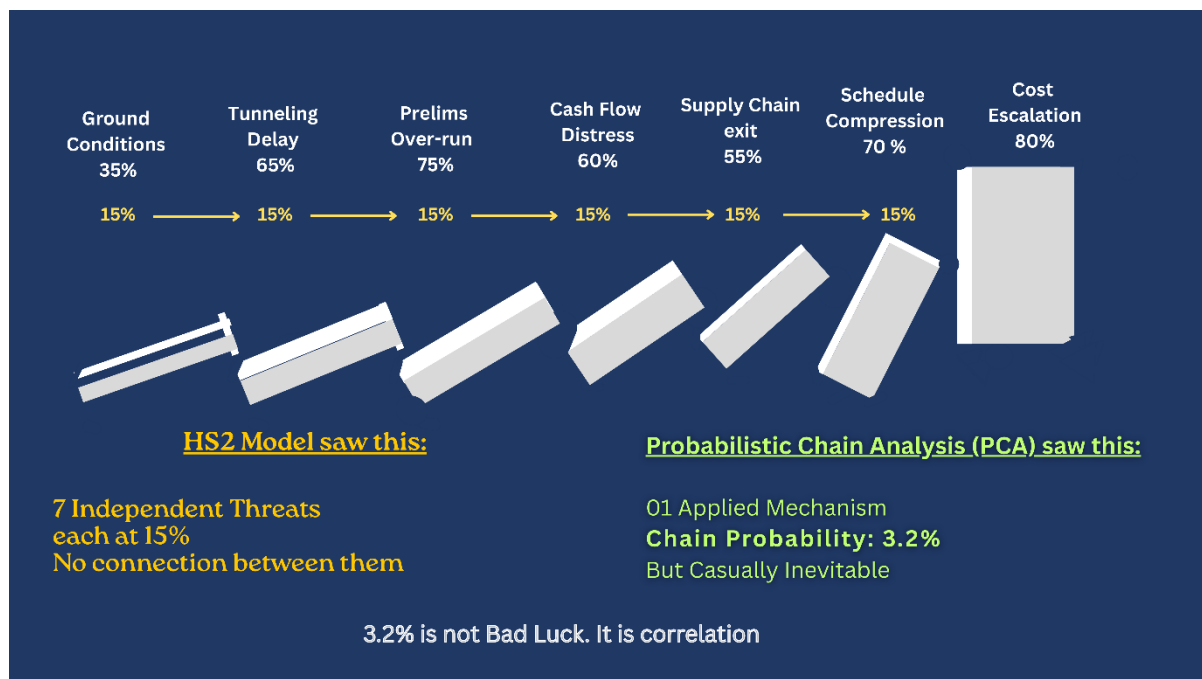 Ground
Conditions
35%
Tunneling
Delay
65%
Prelims
Over-run
75%
Cash Flow
Distress
60%
Supply Chain
exit
55%
Schedule
Compression
70 %
Cost
Escalation
80%
15% 15% 15% 15% 15% 15%
HS2 Model saw this:
7 Independent Threats
each at 15%
No connection between them
Probabilistic Chain Analysis (PCA) saw this:
01 Applied Mechanism
Chain Probability: 3.2%
But Casually Inevitable
3.2% is not Bad Luck. It is correlation